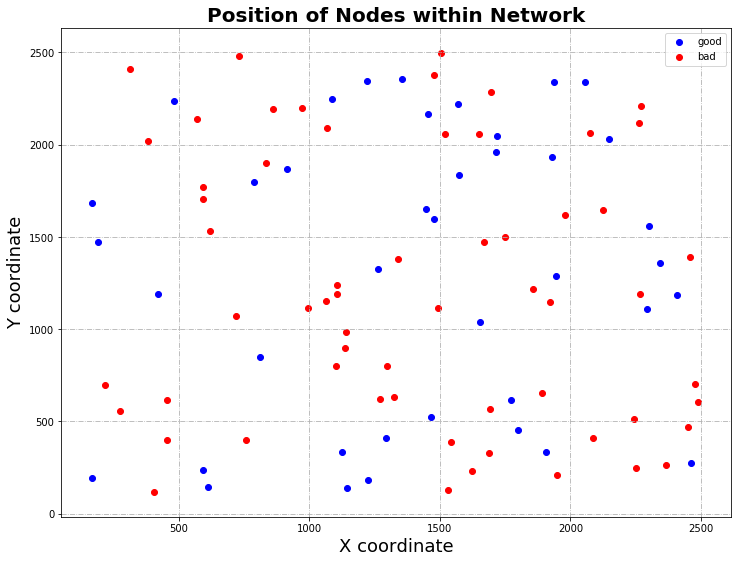 Position of Nodes within Network
good
bad
Y coordinate
2500
2000
1500
1000
500
0
500
1000
1500
2000
2500
X coordinate